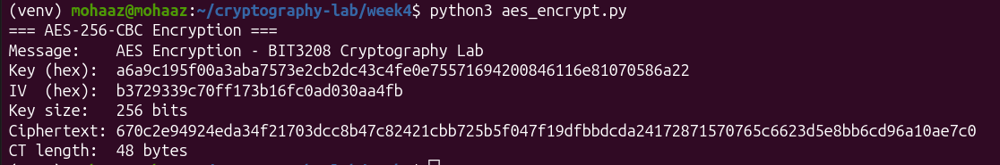 (venv) mohaaz@mohaaz:~/cryptography-lab/week4$ python3 aes_encrypt.py
=== AES-256-CBC Encryption ===
Message:    AES Encryption - BIT3208 Cryptography Lab
Key (hex):  a6a9c195f00a3aba7573e2cb2dc43c4fe0e75571694200846116e81070586a22
IV  (hex):  b3729339c70ff173b16fc0ad030aa4fb
Key size:   256 bits
Ciphertext: 670c2e94924eda34f21703dcc8b47c82421cbb725b5f047f19dfbbdcda24172871570765c6623d5e8bb6cd96a10ae7c0
CT length:  48 bytes